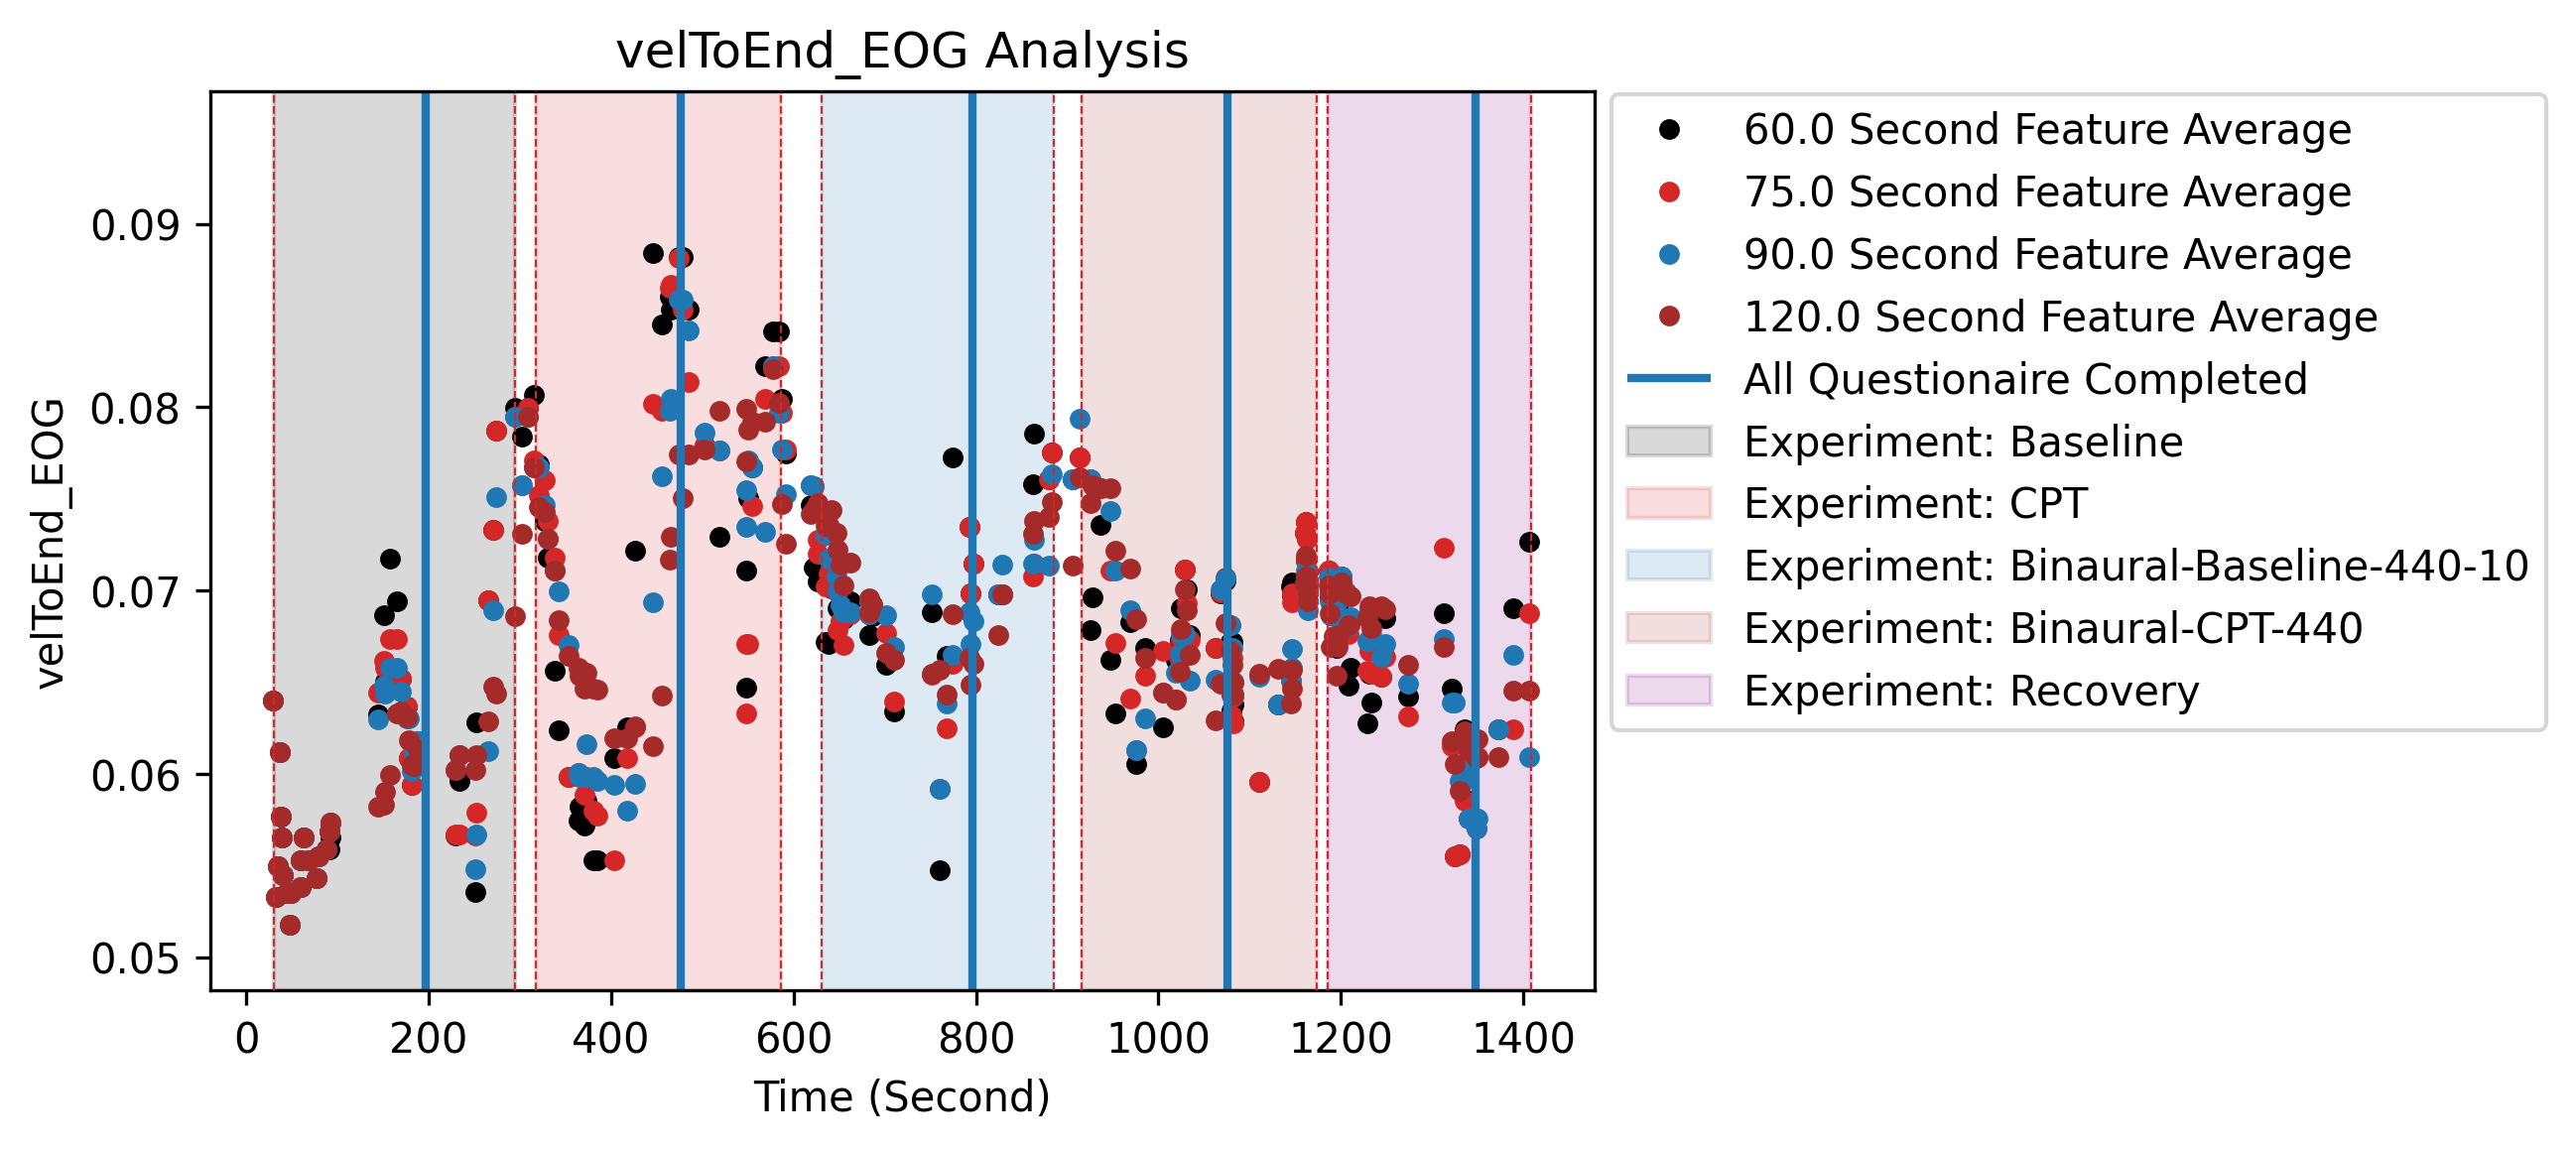 velToEnd_EOG Analysis
velToEnd_EOG
0.09
0.08
0.07
0.06
0.05
0
200
400
600
800
1000
1200
1400
Time (Second)
60.0 Second Feature Average
75.0 Second Feature Average
90.0 Second Feature Average
120.0 Second Feature Average
All Questionaire Completed
Experiment: Baseline
Experiment: CPT
Experiment: Binaural-Baseline-440-10
Experiment: Binaural-CPT-440
Experiment: Recovery